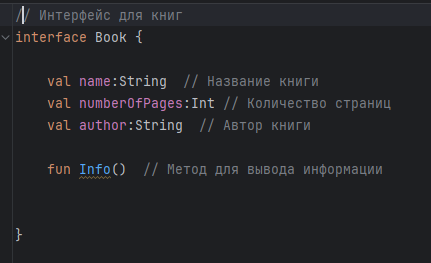 // Интерфейс для книг
interface Book {
val name:String  // Название книги
val numberOfPages:Int // Количество страниц
val author:String  // Автор книги
fun Info()  // Метод для вывода информации
}